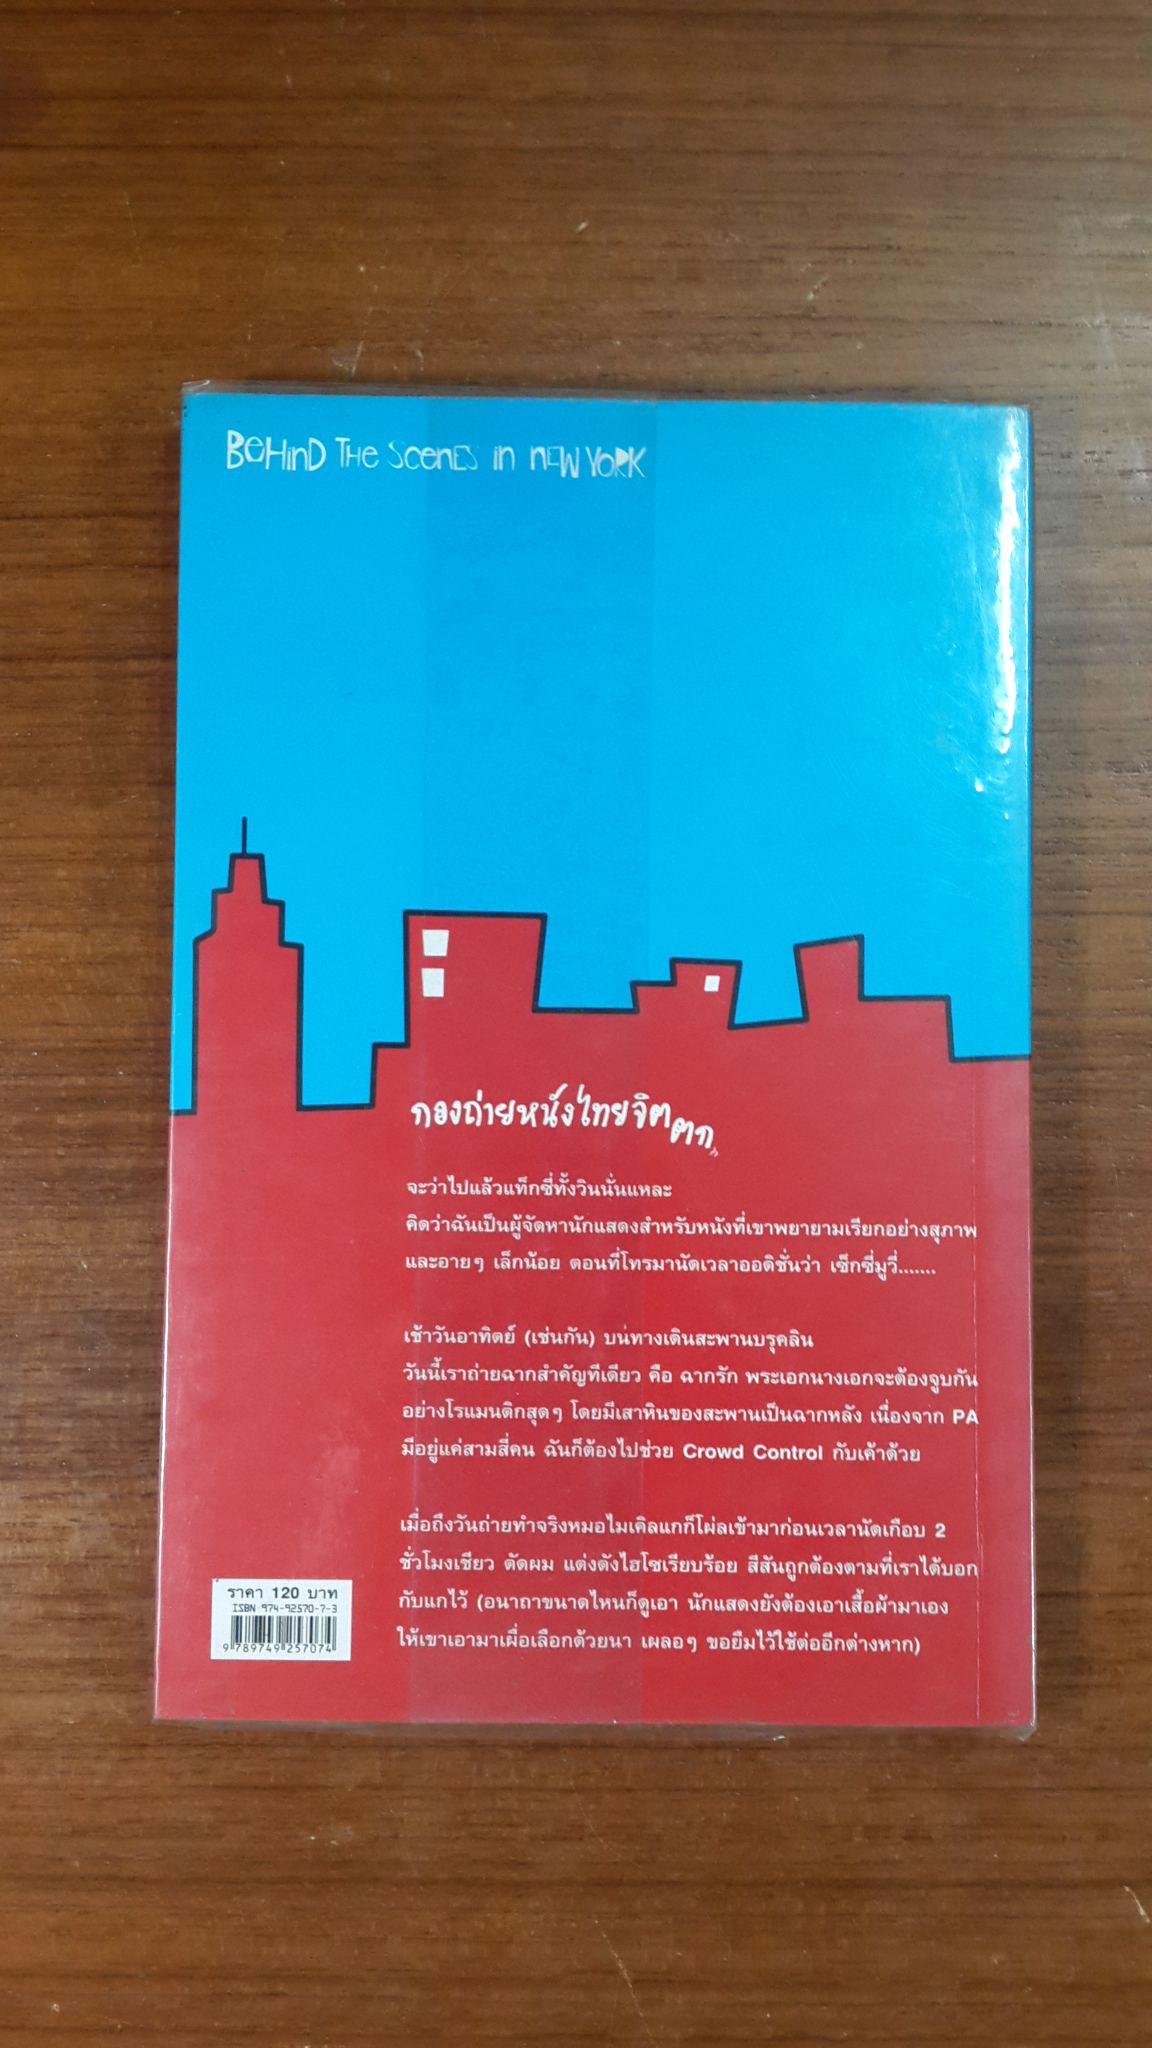 BeHinD THe ScenES in nEW YORK
กองถ่ายหนังไทยจิตตก
จะว่าไปแล้วแท็กซี่ทั้งวินนั่นแหละ
คิดว่าฉันเป็นผู้จัดหานักแสดงสำหรับหนังที่เขาพยายามเรียกอย่างสุภาพ
และอายๆ เล็กน้อย ตอนที่โทรมานัดเวลาออดิชั่นว่า เซ็กซี่มูวี่.......
เช้าวันอาทิตย์ (เช่นกัน) บนทางเดินสะพานบรุคลิน
วันนี้เราถ่ายฉากสำคัญทีเดียว คือ ฉากรัก พระเอกนางเอกจะต้องจูบกัน
อย่างโรแมนติกสุดๆ โดยมีเสาหินของสะพานเป็นฉากหลัง เนื่องจาก PA
มีอยู่แค่สามสี่คน ฉันก็ต้องไปช่วย Crowd Control กับเค้าด้วย
เมื่อถึงวันถ่ายทำจริงหมอไมเคิลแกก็โผล่เข้ามาก่อนเวลานัดเกือบ 2
ชั่วโมงเชียว ตัดผม แต่งตังไฮโซเรียบร้อย สีสันถูกต้องตามที่เราได้บอก
กับแกไว้ (อนาถาขนาดไหนก็ดูเอา นักแสดงยังต้องเอาเสื้อผ้ามาเอง
ให้เขาเอามาเผื่อเลือกด้วยนา เผลอๆ ขอยืมไว้ใช้ต่ออีกต่างหาก)
ราคา 120 บาท
ISBN 974-92570-7-3
9 789749 257074